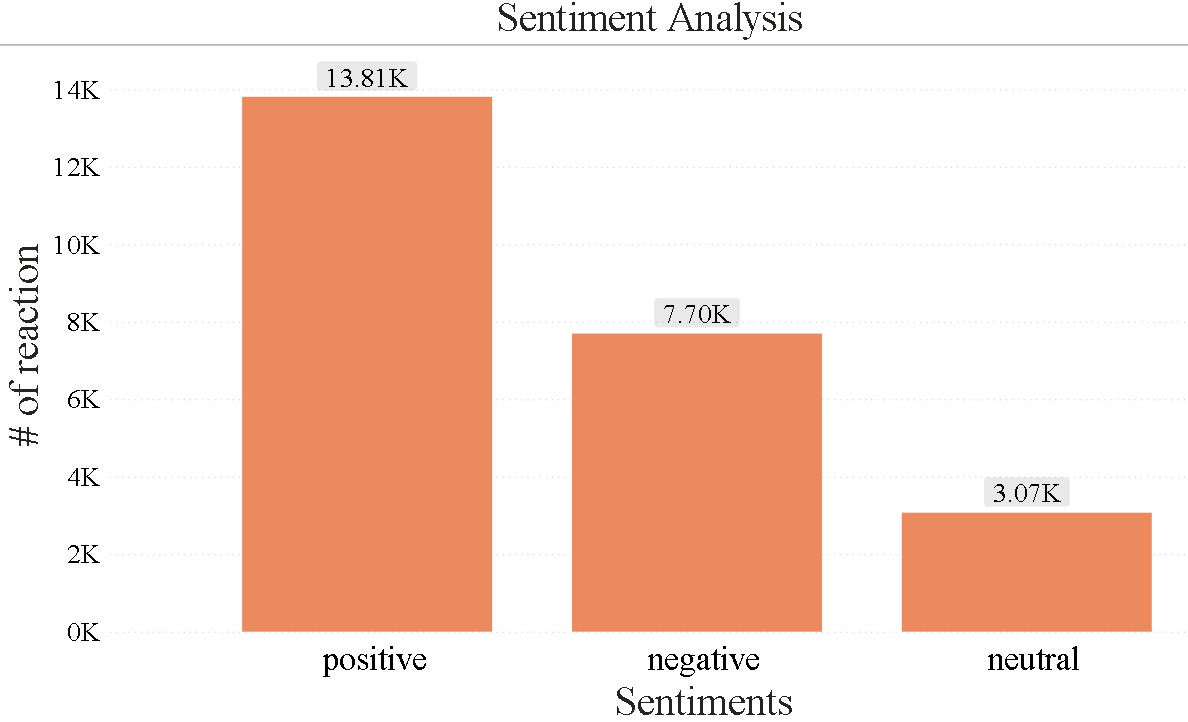 Sentiment Analysis
# of reaction
14K
12K
10K
8K
6K
4K
2K
0K
13.81K
7.70K
3.07K
positive
negative
neutral
Sentiments